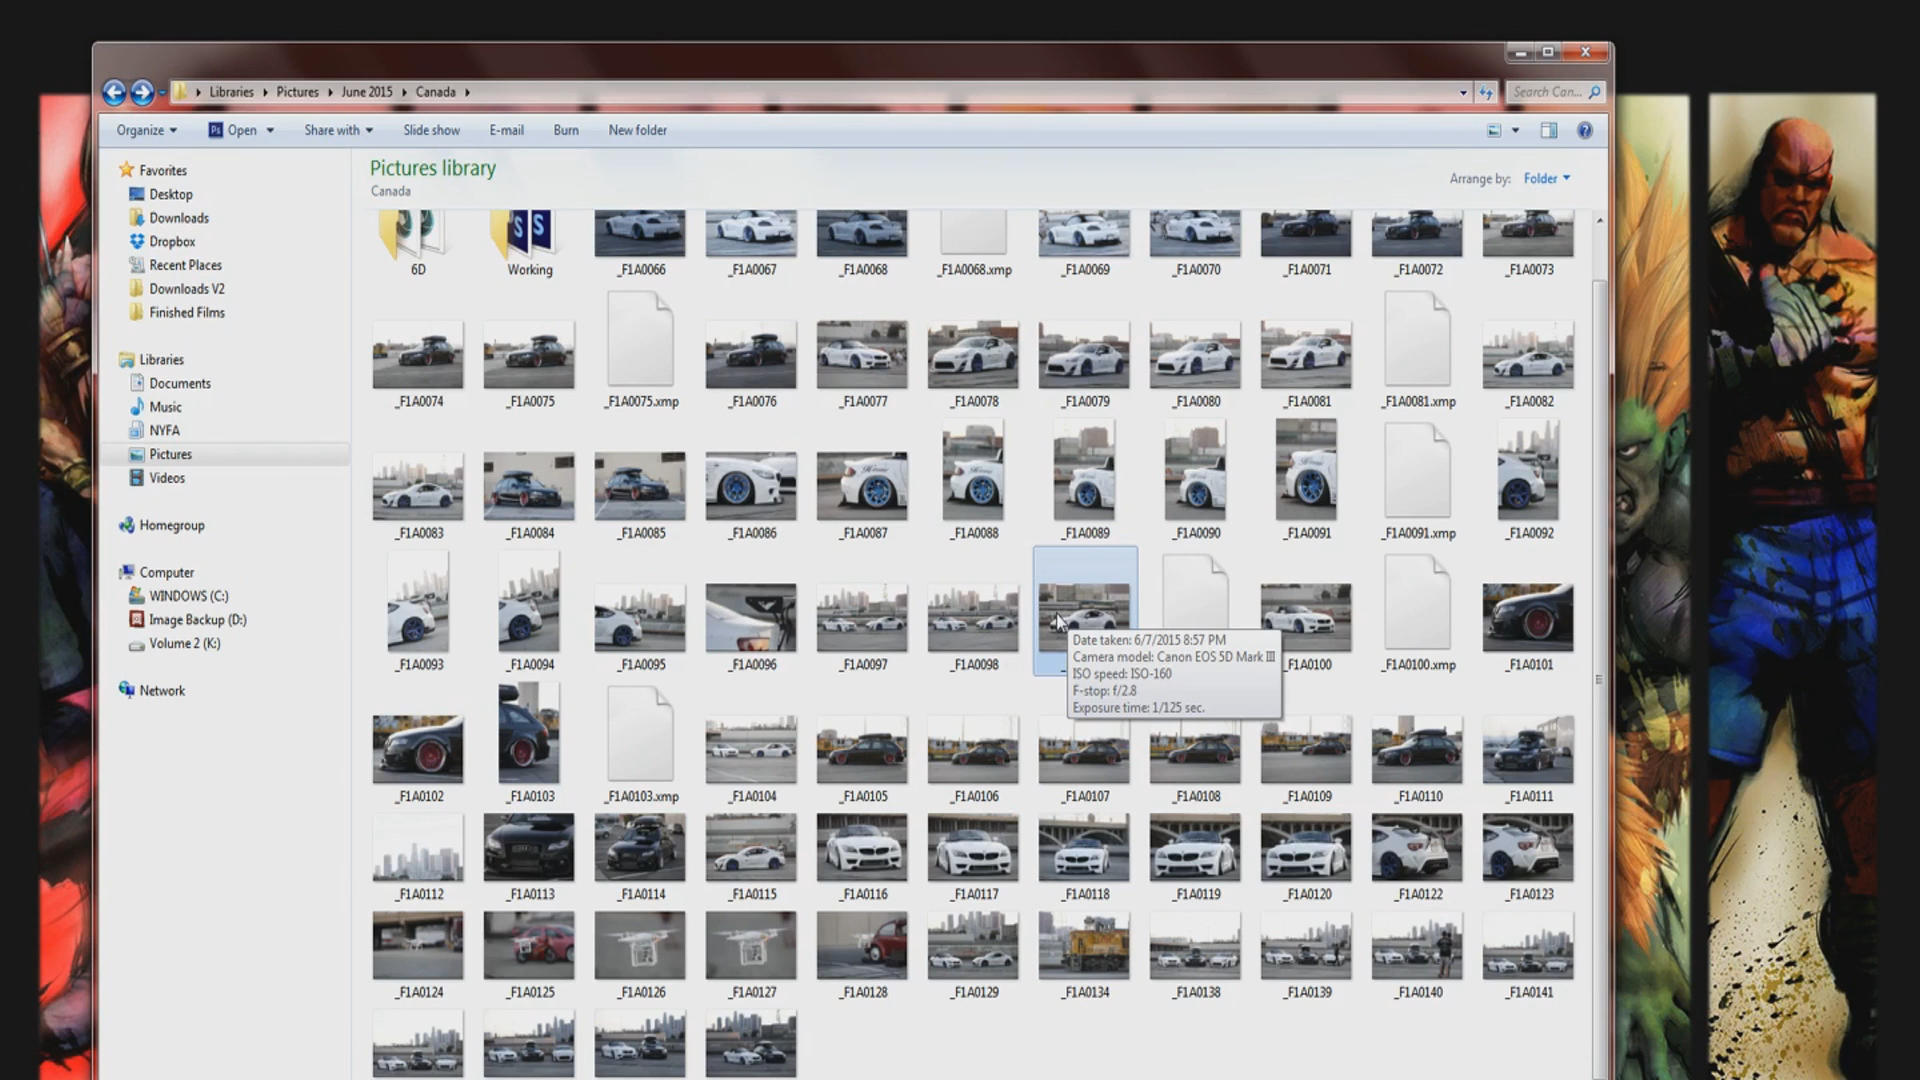 Libraries Pictures June 2015 Canada
Search Can...
Organize Open Share with Slide show E-mail Burn New folder
Pictures library
Canada
Arrange by: Folder
Favorites
Desktop
Downloads
Dropbox
Recent Places
Downloads V2
Finished Films
Libraries
Documents
Music
NYFA
Pictures
Videos
Homegroup
Computer
WINDOWS (C:)
Image Backup (D:)
Volume 2 (K:)
Network
6D Working _F1A0066 _F1A0067 _F1A0068 _F1A0068.xmp _F1A0069 _F1A0070 _F1A0071 _F1A0072 _F1A0073
_F1A0074 _F1A0075 _F1A0075.xmp _F1A0076 _F1A0077 _F1A0078 _F1A0079 _F1A0080 _F1A0081 _F1A0081.xmp _F1A0082
_F1A0083 _F1A0084 _F1A0085 _F1A0086 _F1A0087 _F1A0088 _F1A0089 _F1A0090 _F1A0091 _F1A0091.xmp _F1A0092
_F1A0093 _F1A0094 _F1A0095 _F1A0096 _F1A0097 _F1A0098 F1A0100 _F1A0100.xmp _F1A0101
Date taken: 6/7/2015 8:57 PM
Camera model: Canon EOS 5D Mark III
ISO speed: ISO-160
F-stop: f/2.8
Exposure time: 1/125 sec.
_F1A0102 _F1A0103 _F1A0103.xmp _F1A0104 _F1A0105 _F1A0106 _F1A0107 _F1A0108 _F1A0109 _F1A0110 _F1A0111
_F1A0112 _F1A0113 _F1A0114 _F1A0115 _F1A0116 _F1A0117 _F1A0118 _F1A0119 _F1A0120 _F1A0122 _F1A0123
_F1A0124 _F1A0125 _F1A0126 _F1A0127 _F1A0128 _F1A0129 _F1A0134 _F1A0138 _F1A0139 _F1A0140 _F1A0141